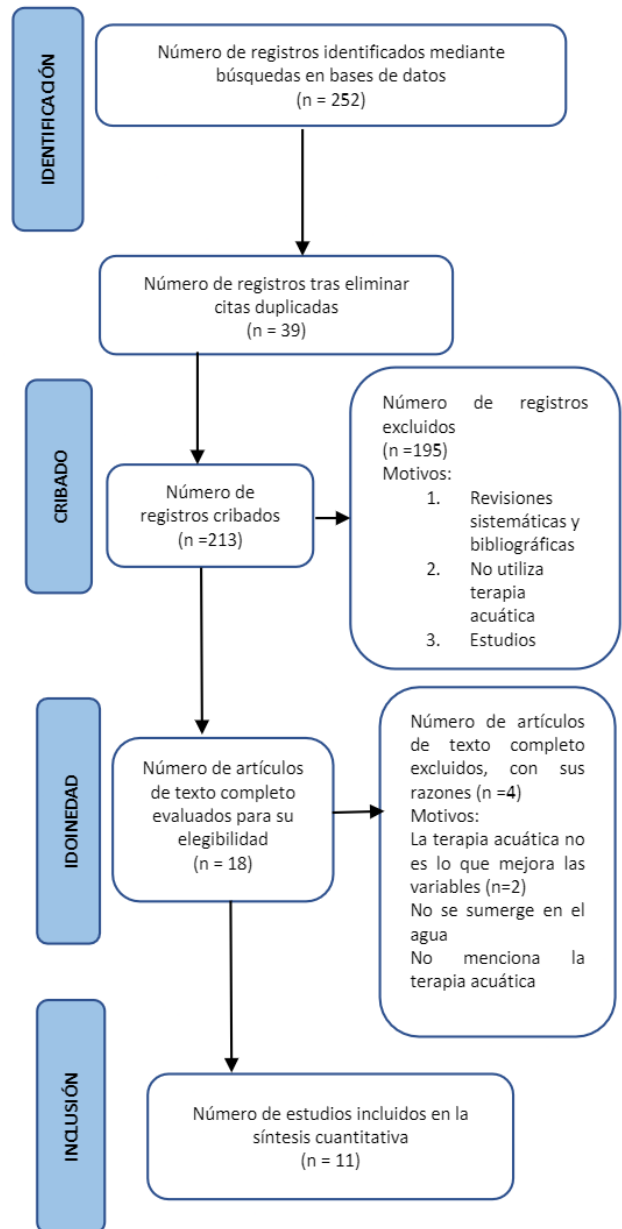 IDENTIFICACIÓN
Número de registros identificados mediante
búsquedas en bases de datos
(n = 252)
Número de registros tras eliminar
citas duplicadas
(n = 39)
CRIBADO
Número de
registros cribados
(n =213)
Número de registros
excluidos
(n =195)
Motivos:
1. Revisiones
sistemáticas y
bibliográficas
2. No utiliza
terapia
acuática
3. Estudios
IDOINEDAD
Número de artículos
de texto completo
evaluados para su
elegibilidad
(n = 18)
Número de artículos
de texto completo
excluidos, con sus
razones (n =4)
Motivos:
La terapia acuática no
es lo que mejora las
variables (n=2)
No se sumerge en el
agua
No menciona la
terapia acuática
INCLUSIÓN
Número de estudios incluidos en la
síntesis cuantitativa
(n = 11)